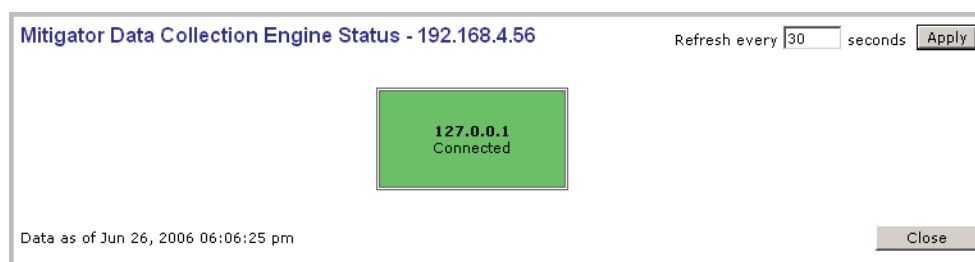 Mitigator Data Collection Engine Status - 192.168.4.56
Refresh every 30 seconds Apply
127.0.0.1
Connected
Data as of Jun 26, 2006 06:06:25 pm
Close